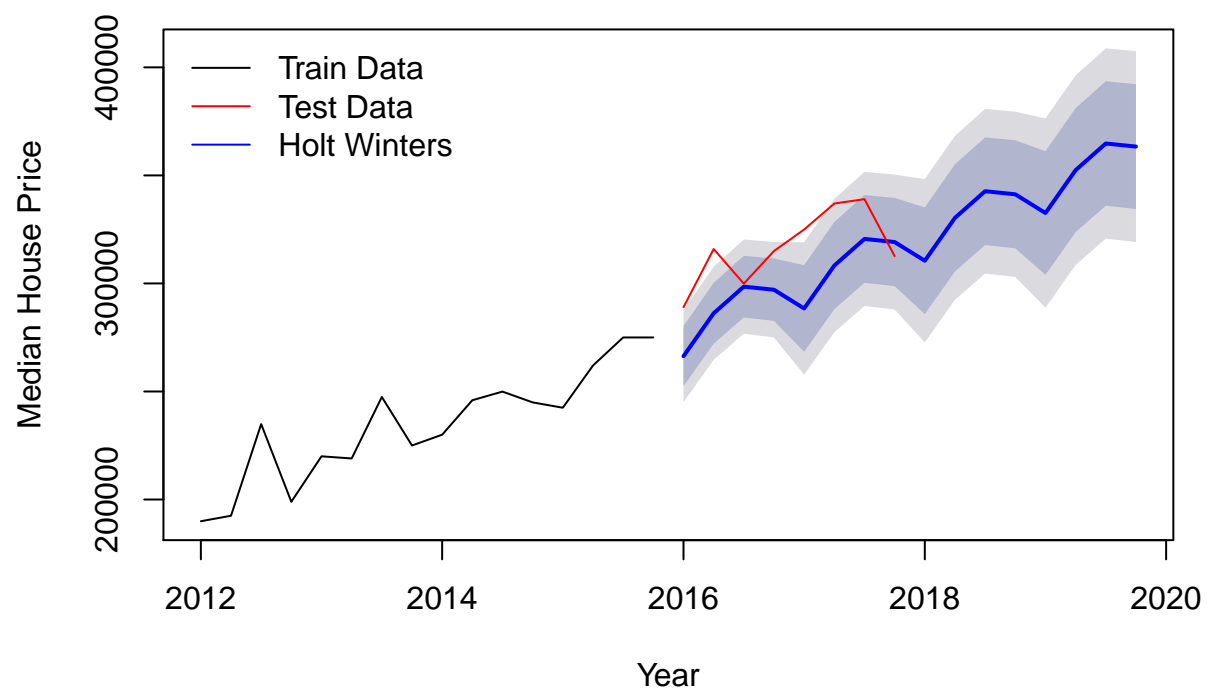 400000
300000
200000
Median House Price
Train Data
Test Data
Holt Winters
2012 2014 2016 2018 2020
Year